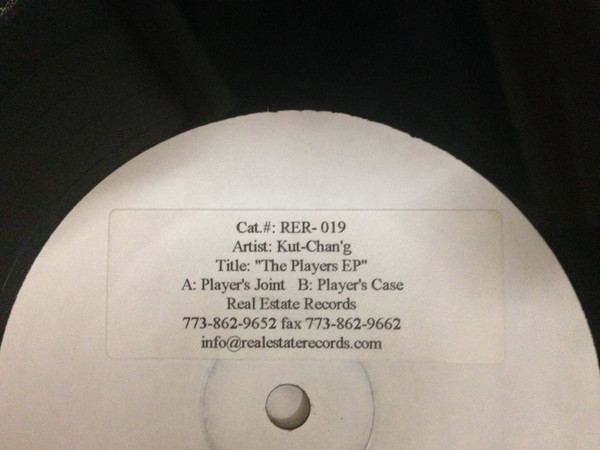 Cat.#: RER- 019
Artist: Kut-Chan'g
Title: "The Players EP"
A: Player's Joint   B: Player's Case
Real Estate Records
773-862-9652 fax 773-862-9662
info@realestaterecords.com